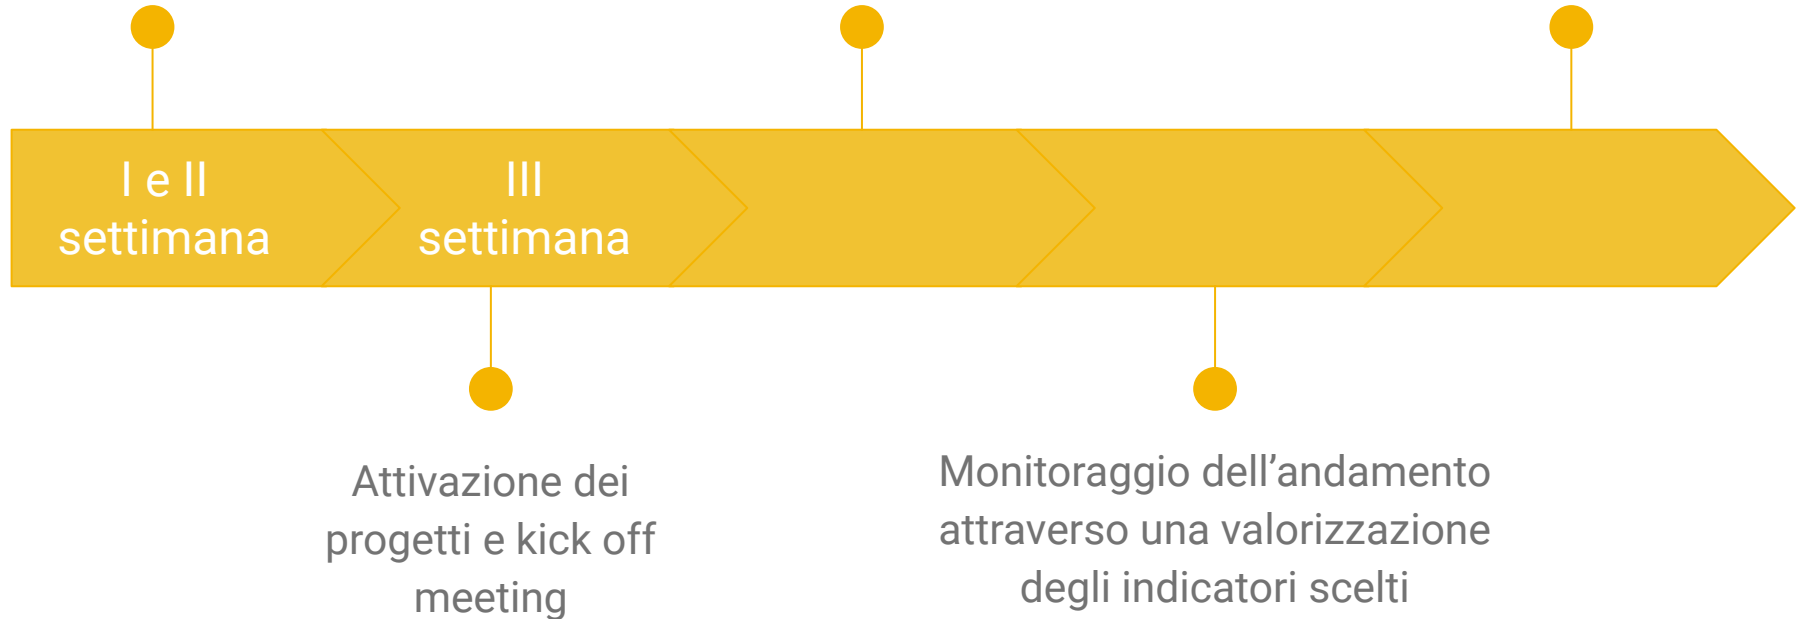 I e II
settimana
III
settimana
Attivazione dei
progetti e kick off
meeting
Monitoraggio dell’andamento
attraverso una valorizzazione
degli indicatori scelti